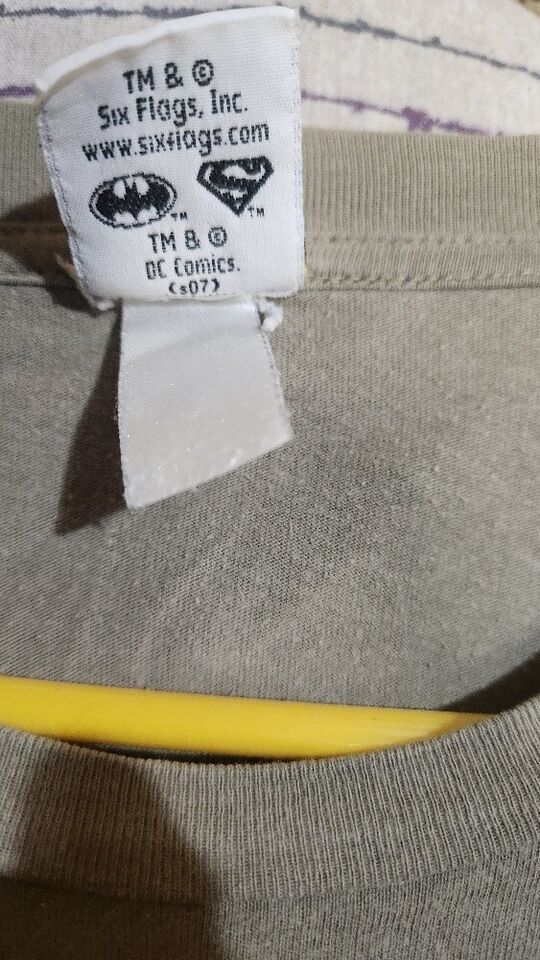 TM & ©
Six Flags, Inc.
www.sixflags.com
TM TM
TM & ©
DC Comics.
(s07)